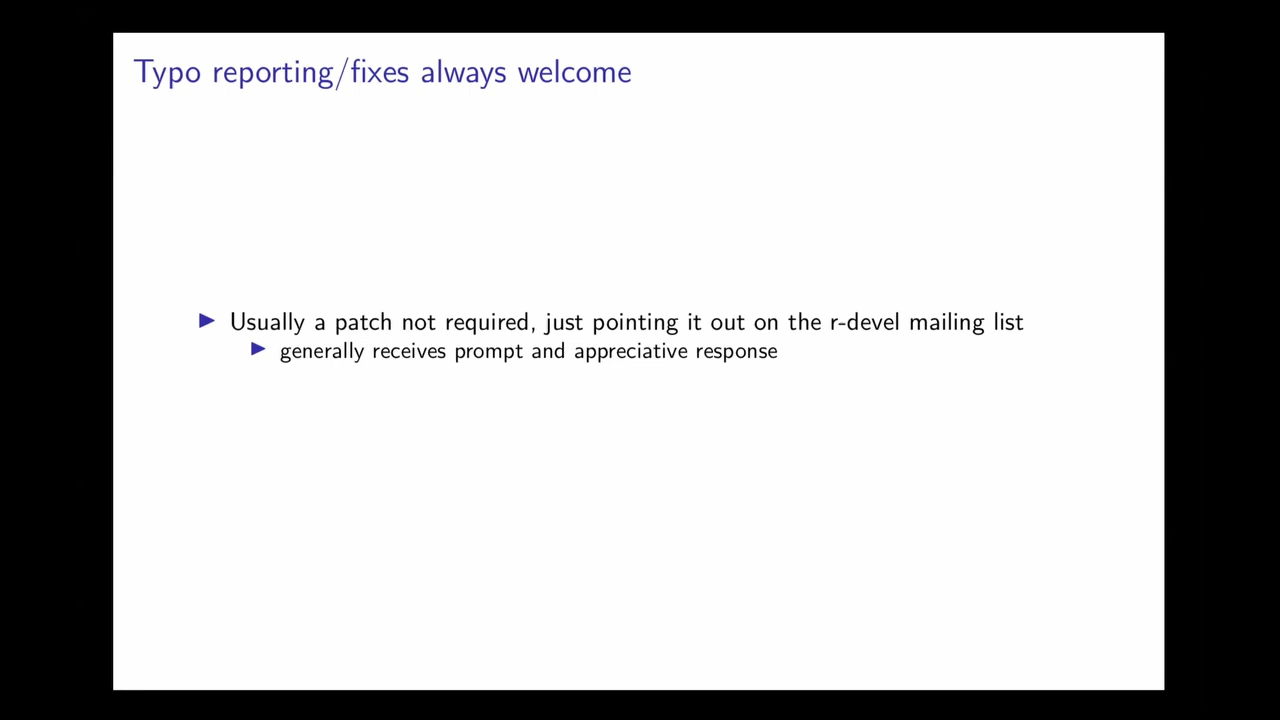 Typo reporting/fixes always welcome
Usually a patch not required, just pointing it out on the r-devel mailing list
generally receives prompt and appreciative response